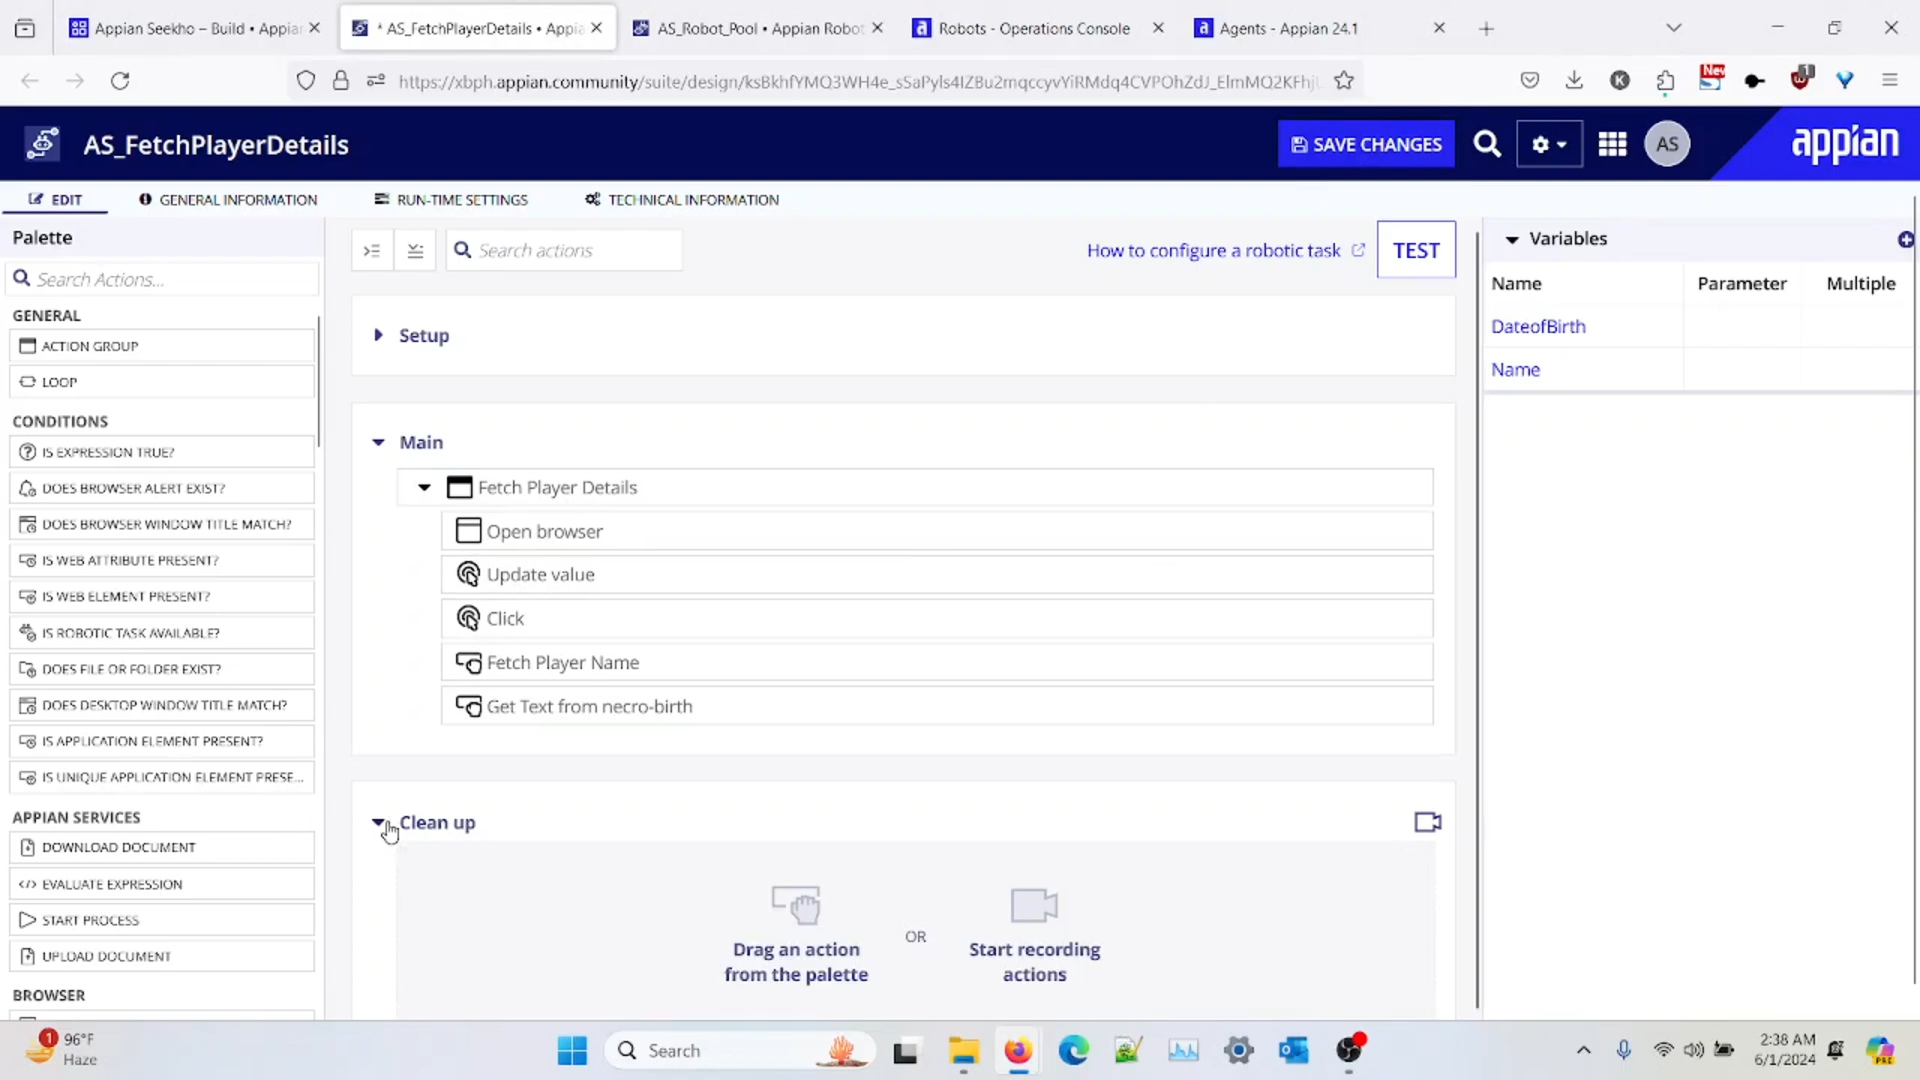 Appian Seekho – Build • Appian
* AS_FetchPlayerDetails • Appia
AS_Robot_Pool • Appian Robot
Robots - Operations Console
Agents - Appian 24.1
https://xbph.appian.community/suite/design/
New
1
K
AS_FetchPlayerDetails
SAVE CHANGES
AS
appian
EDIT
GENERAL INFORMATION
RUN-TIME SETTINGS
TECHNICAL INFORMATION
Palette
Search Actions...
GENERAL
ACTION GROUP
LOOP
CONDITIONS
IS EXPRESSION TRUE?
DOES BROWSER ALERT EXIST?
DOES BROWSER WINDOW TITLE MATCH?
IS WEB ATTRIBUTE PRESENT?
IS WEB ELEMENT PRESENT?
IS ROBOTIC TASK AVAILABLE?
DOES FILE OR FOLDER EXIST?
DOES DESKTOP WINDOW TITLE MATCH?
IS APPLICATION ELEMENT PRESENT?
IS UNIQUE APPLICATION ELEMENT PRESE...
APPIAN SERVICES
DOWNLOAD DOCUMENT
EVALUATE EXPRESSION
START PROCESS
UPLOAD DOCUMENT
BROWSER
Search actions
How to configure a robotic task
TEST
Setup
Main
Fetch Player Details
Open browser
Update value
Click
Fetch Player Name
Get Text from necro-birth
Clean up
Drag an action
from the palette
OR
Start recording
actions
Variables
Name
Parameter
Multiple
DateofBirth
Name
1
96°F
Haze
Search
2:38 AM
6/1/2024
PRE